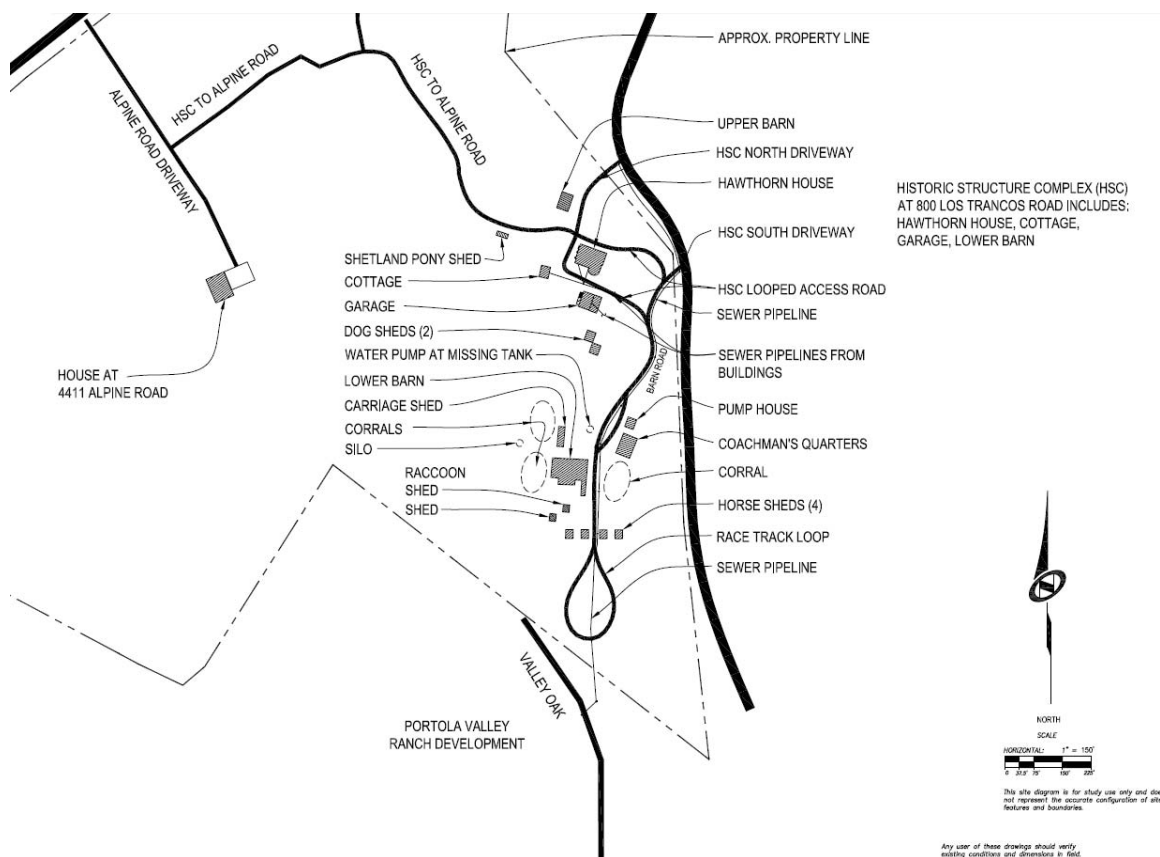 APPROX. PROPERTY LINE
HSC TO ALPINE ROAD
HSC TO ALPINE ROAD
ALPINE ROAD DRIVEWAY
UPPER BARN
HSC NORTH DRIVEWAY
HAWTHORN HOUSE
HISTORIC STRUCTURE COMPLEX (HSC)
AT 800 LOS TRANCOS ROAD INCLUDES;
HAWTHORN HOUSE, COTTAGE,
GARAGE, LOWER BARN
HSC SOUTH DRIVEWAY
SHETLAND PONY SHED
COTTAGE
GARAGE
DOG SHEDS (2)
WATER PUMP AT MISSING TANK
LOWER BARN
CARRIAGE SHED
CORRALS
SILO
RACCOON
SHED
SHED
HSC LOOPED ACCESS ROAD
SEWER PIPELINE
SEWER PIPELINES FROM
BUILDINGS
BARN ROAD
PUMP HOUSE
COACHMAN'S QUARTERS
CORRAL
HORSE SHEDS (4)
RACE TRACK LOOP
SEWER PIPELINE
HOUSE AT
4411 ALPINE ROAD
VALLEY OAK
PORTOLA VALLEY
RANCH DEVELOPMENT
NORTH
SCALE
HORIZONTAL: 1" = 150'
0 37.5' 75' 150' 225'
This site diagram is for study use only and doe
not represent the accurate configuration of site
features and boundaries.
Any user of these drawings should verify
existing conditions and dimensions in field.